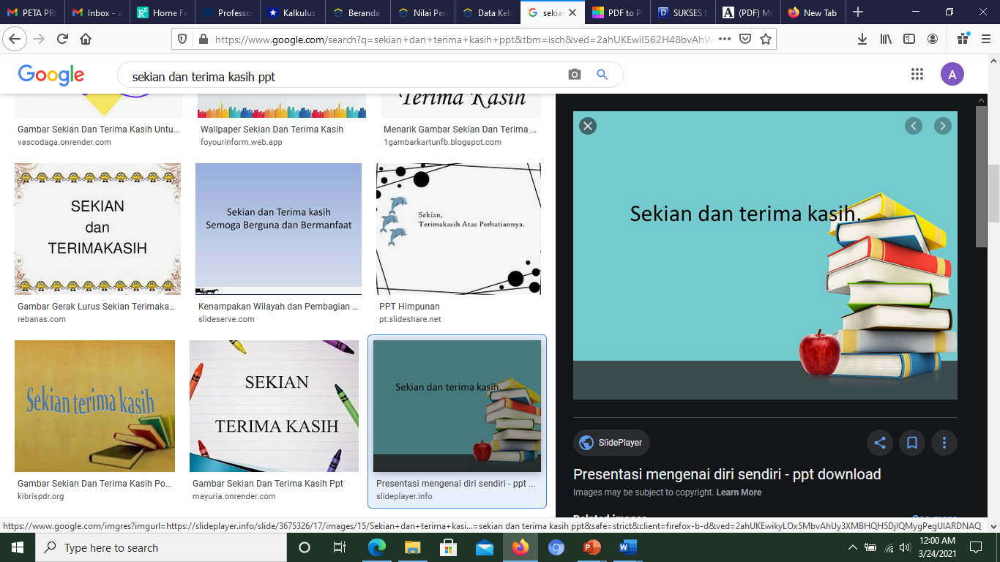 PETA PRO
Inbox - a
Home Fe
Professor
Kalkulus
Beranda
Nilai Per
Data Kela
sekian
PDF to P
SUKSES B
(PDF) MO
New Tab
https://www.google.com/search?q=sekian+dan+terima+kasih+ppt&tbm=isch&ved=2ahUKEwiI562H48bvAhW
Google
sekian dan terima kasih ppt
A
Terima Kasih
Gambar Sekian Dan Terima Kasih Untu...
vascodaga.onrender.com
Wallpaper Sekian Dan Terima Kasih
foyourinform.web.app
Menarik Gambar Sekian Dan Terima ...
1gambarkartunfb.blogspot.com
SEKIAN
dan
TERIMAKASIH
Gambar Gerak Lurus Sekian Terimaka...
rebanas.com
Sekian dan Terima kasih
Semoga Berguna dan Bermanfaat
Kenampakan Wilayah dan Pembagian ...
slideserve.com
Sekian,
Terimakasih Atas Perhatiannya.
PPT Himpunan
pt.slideshare.net
Sekian terima kasih
Gambar Sekian Dan Terima Kasih Po...
kibrispdr.org
SEKIAN
TERIMA KASIH
Gambar Sekian Dan Terima Kasih Ppt
mayuria.onrender.com
Sekian dan terima kasih.
Presentasi mengenai diri sendiri - ppt ...
slideplayer.info
Sekian dan terima kasih.
SlidePlayer
Presentasi mengenai diri sendiri - ppt download
Images may be subject to copyright. Learn More
Related images
See more
https://www.google.com/imgres?imgurl=https://slideplayer.info/slide/3675326/17/images/15/Sekian+dan+terima+kasi...=sekian dan terima kasih ppt&safe=strict&client=firefox-b-d&ved=2ahUKEwikyLOx5MbvAhUy3XMBHQH5DjIQMygPegUIARDNAQ
Type here to search
12:00 AM
3/24/2021